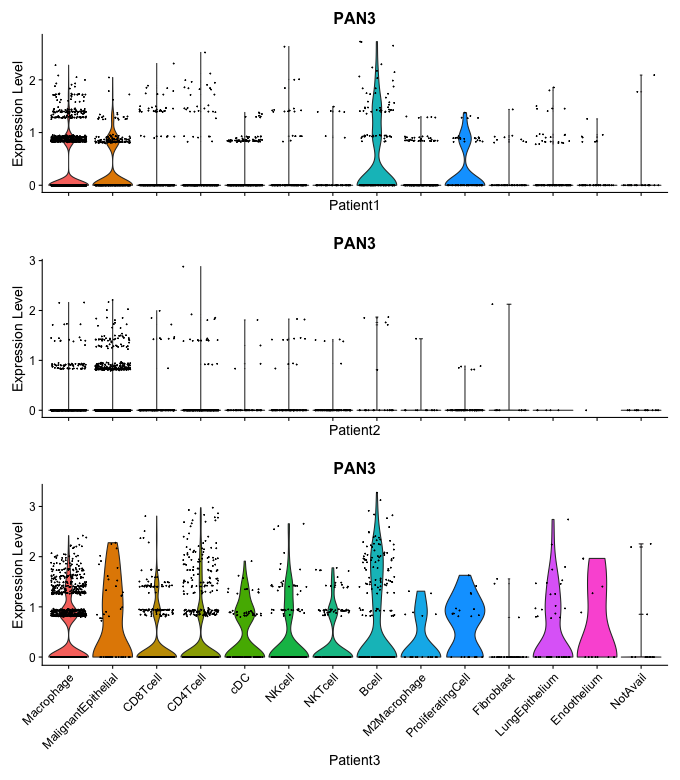 PAN3
Expression Level
2
1
0
Patient1
PAN3
Expression Level
3
2
1
0
Patient2
PAN3
Expression Level
3
2
1
0
Macrophage
MalignantEpithelial
CD8Tcell
CD4Tcell
cDC
NKcell
NKTcell
Bcell
M2Macrophage
ProliferatingCell
Fibroblast
LungEpithelium
Endothelium
NotAvail
Patient3